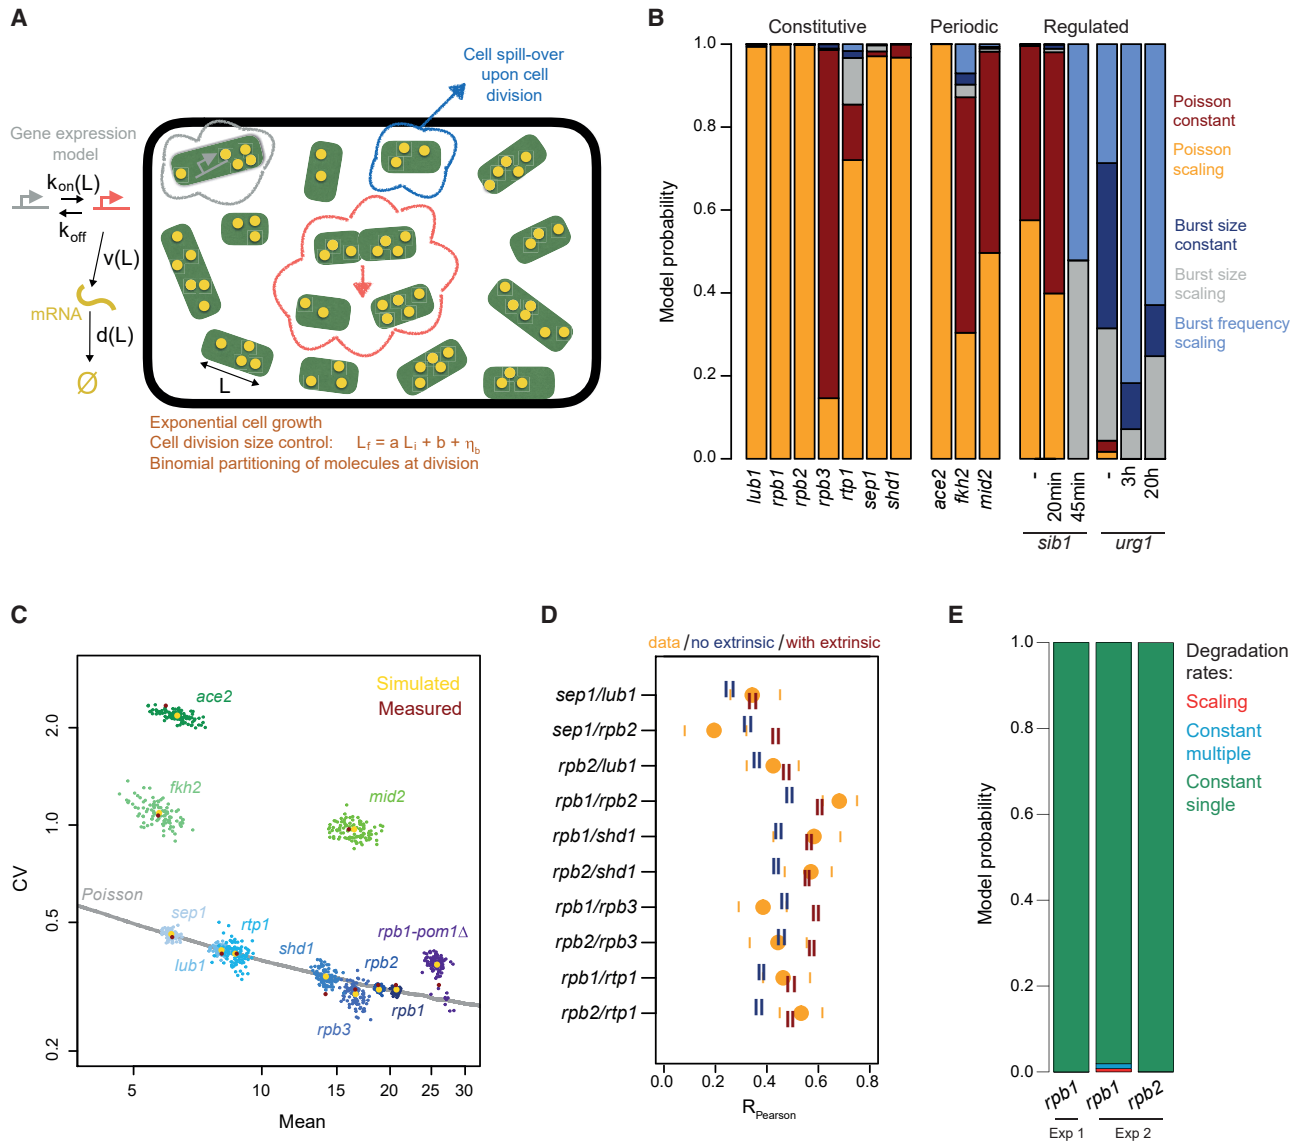 A
Cell spill-over
upon cell
division
Gene expression
model
kon(L)
koff
v(L)
mRNA
d(L)
Ø
L
Exponential cell growth
Cell division size control: Lf = a Li + b + ηb
Binomial partitioning of molecules at division
B
Constitutive
Periodic
Regulated
Model probability
1.0
0.8
0.6
0.4
0.2
0.0
Poisson
constant
Poisson
scaling
Burst size
constant
Burst size
scaling
Burst frequency
scaling
lub1
rpb1
rpb2
rpb3
rtp1
sep1
shd1
ace2
fkh2
mid2
-
20min
45min
-
3h
20h
sib1
urg1
C
Simulated
Measured
ace2
fkh2
mid2
Poisson
sep1
rtp1
lub1
shd1
rpb2
rpb1-pom1Δ
rpb3
rpb1
CV
2.0
1.0
0.5
0.2
5
10
15
20
25
30
Mean
D
data / no extrinsic / with extrinsic
sep1/lub1
sep1/rpb2
rpb2/lub1
rpb1/rpb2
rpb1/shd1
rpb2/shd1
rpb1/rpb3
rpb2/rpb3
rpb1/rtp1
rpb2/rtp1
0.0
0.2
0.4
0.6
0.8
RPearson
E
Model probability
1.0
0.8
0.6
0.4
0.2
0.0
Degradation
rates:
Scaling
Constant
multiple
Constant
single
rpb1
rpb1
rpb2
Exp 1
Exp 2